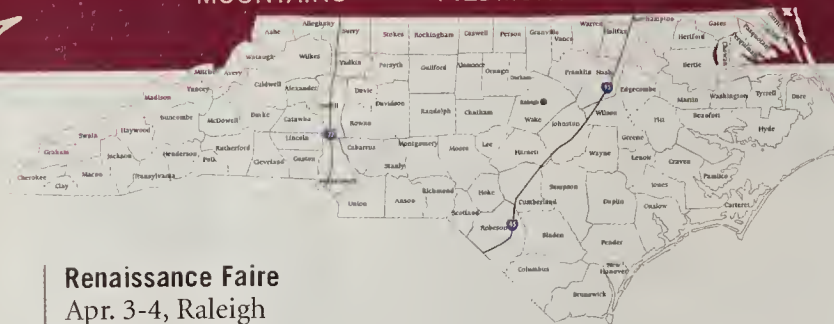 MOUNTAINS
Alleghany
Ashe
Surry
Stokes
Rockingham
Caswell
Person
Granville
Vance
Warren
Halifax
Northampton
Gates
Hertford
Bertie
Watauga
Wilkes
Yadkin
Forsyth
Guilford
Alamance
Orange
Durham
Franklin
Nash
Edgecombe
Martin
Washington
Tyrrell
Dare
Mitchell
Avery
Yancey
Caldwell
Alexander
Davie
Davidson
Randolph
Chatham
Raleigh
Wake
Johnston
Wilson
95
Pitt
Beaufort
Hyde
Madison
Buncombe
McDowell
Burke
Catawba
Rowan
Greene
Swain
Haywood
Rutherford
Lincoln
77
Cabarrus
Montgomery
Moore
Lee
Harnett
Wayne
Lenoir
Craven
Graham
Jackson
Henderson
Polk
Cleveland
Gaston
Stanly
Pamlico
Cherokee
Clay
Macon
Transylvania
Richmond
Hoke
Cumberland
Sampson
Duplin
Jones
Onslow
Carteret
Union
Anson
Scotland
Robeson
95
Bladen
Pender
Columbus
New Hanover
Brunswick
Renaissance Faire
Apr. 3-4, Raleigh